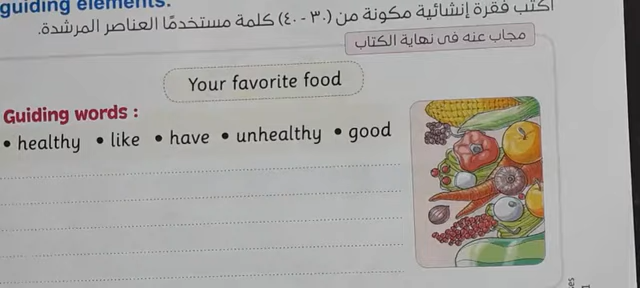 guiding elements.
اكتب فقرة إنشائية مكونة من (٣٠ - ٤٠) كلمة مستخدمًا العناصر المرشدة.
مجاب عنه فى نهاية الكتاب
Your favorite food
Guiding words :
• healthy • like • have • unhealthy • good